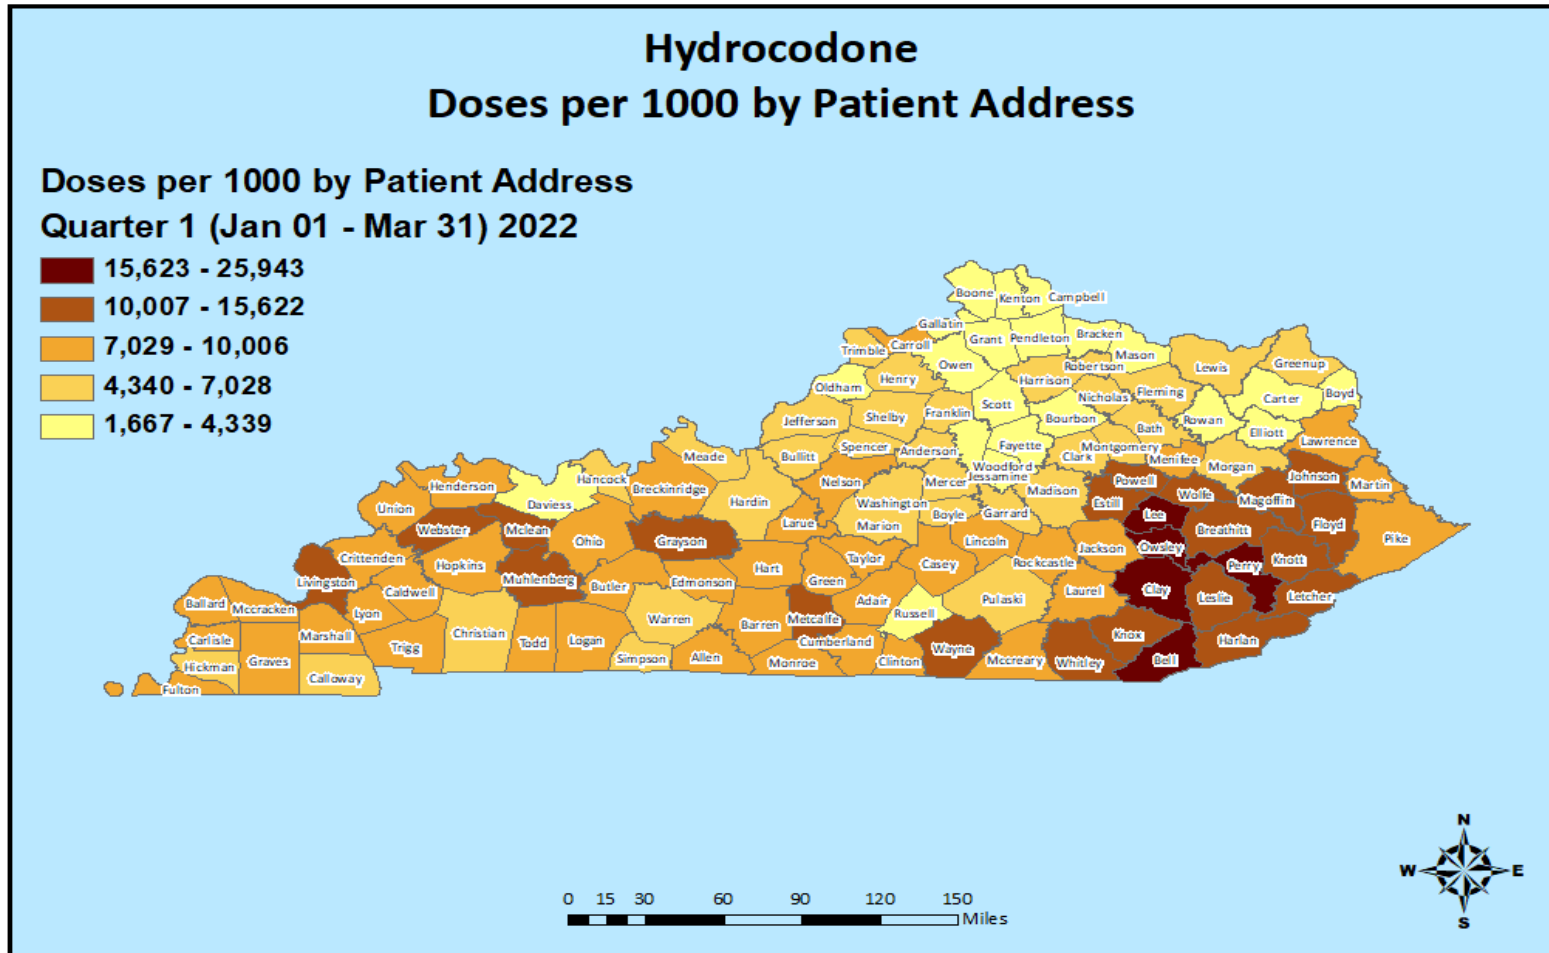 Hydrocodone
Doses per 1000 by Patient Address
Doses per 1000 by Patient Address
Quarter 1 (Jan 01 - Mar 31) 2022
15,623 - 25,943
10,007 - 15,622
7,029 - 10,006
4,340 - 7,028
1,667 - 4,339
Boone
Kenton
Campbell
Gallatin
Grant
Pendleton
Bracken
Trimble
Carroll
Owen
Robertson
Mason
Lewis
Greenup
Oldham
Henry
Harrison
Nicholas
Fleming
Carter
Boyd
Jefferson
Shelby
Franklin
Scott
Bourbon
Rowan
Elliott
Lawrence
Bullitt
Spencer
Anderson
Fayette
Clark
Montgomery
Bath
Menifee
Morgan
Meade
Woodford
Jessamine
Powell
Wolfe
Magoffin
Johnson
Martin
Henderson
Daviess
Hancock
Breckinridge
Hardin
Nelson
Washington
Mercer
Madison
Estill
Lee
Breathitt
Floyd
Pike
Union
Webster
Mclean
Ohio
Grayson
Larue
Marion
Boyle
Garrard
Lincoln
Jackson
Owsley
Perry
Knott
Crittenden
Livingston
Hopkins
Muhlenberg
Butler
Edmonson
Hart
Green
Taylor
Casey
Rockcastle
Laurel
Clay
Leslie
Letcher
Ballard
Mccracken
Lyon
Caldwell
Christian
Warren
Barren
Metcalfe
Adair
Russell
Pulaski
Knox
Harlan
Carlisle
Marshall
Trigg
Todd
Logan
Simpson
Allen
Monroe
Cumberland
Clinton
Wayne
Mccreary
Whitley
Bell
Hickman
Graves
Calloway
Fulton
N
W
E
S
0 15 30 60 90 120 150
Miles